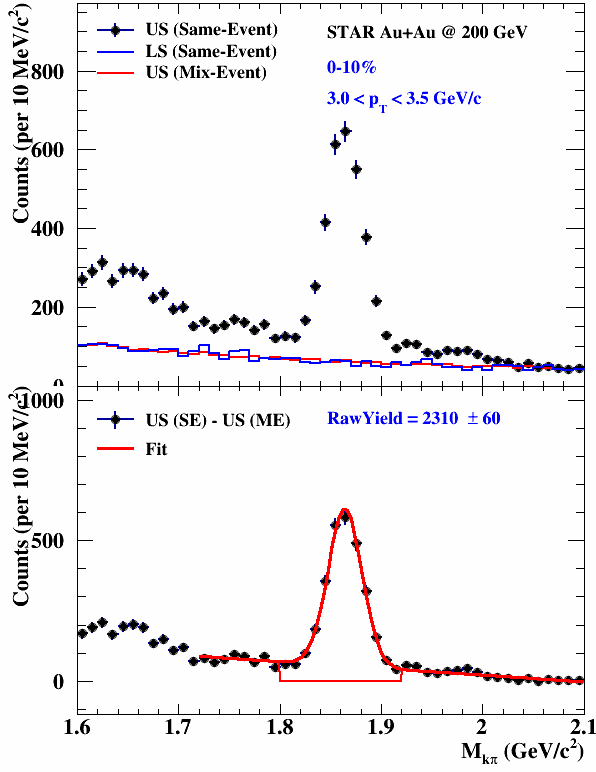 US (Same-Event)
LS (Same-Event)
US (Mix-Event)
STAR Au+Au @ 200 GeV
0-10%
3.0 < p_T < 3.5 GeV/c
Counts (per 10 MeV/c²)
800
600
400
200
0
US (SE) - US (ME)
Fit
RawYield = 2310 ± 60
Counts (per 10 MeV/c²)
1000
500
0
1.6 1.7 1.8 1.9 2 2.1
M_kπ (GeV/c²)